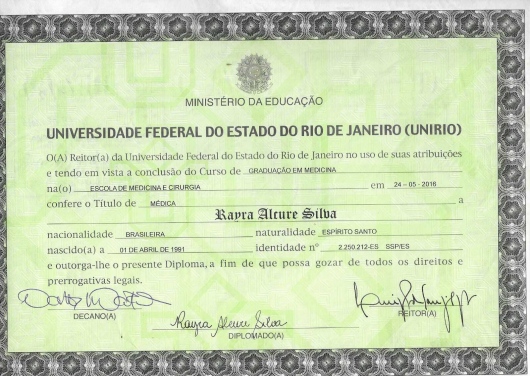 MINISTÉRIO DA EDUCAÇÃO
UNIVERSIDADE FEDERAL DO ESTADO DO RIO DE JANEIRO (UNIRIO)
O(A) Reitor(a) da Universidade Federal do Estado do Rio de Janeiro no uso de suas atribuições
e tendo em vista a conclusão do Curso de GRADUAÇÃO EM MEDICINA
na(o) ESCOLA DE MEDICINA E CIRURGIA em 24 - 05 - 2016
confere o Título de MÉDICA a
Rayra Alcure Silva
nacionalidade BRASILEIRA naturalidade ESPÍRITO SANTO
nascido(a) a 01 DE ABRIL DE 1991 identidade nº 2.250.212-ES SSP/ES
e outorga-lhe o presente Diploma, a fim de que possa gozar de todos os direitos e
prerrogativas legais.
DECANO(A)
Rayra Alcure Silva
DIPLOMADO(A)
REITOR(A)